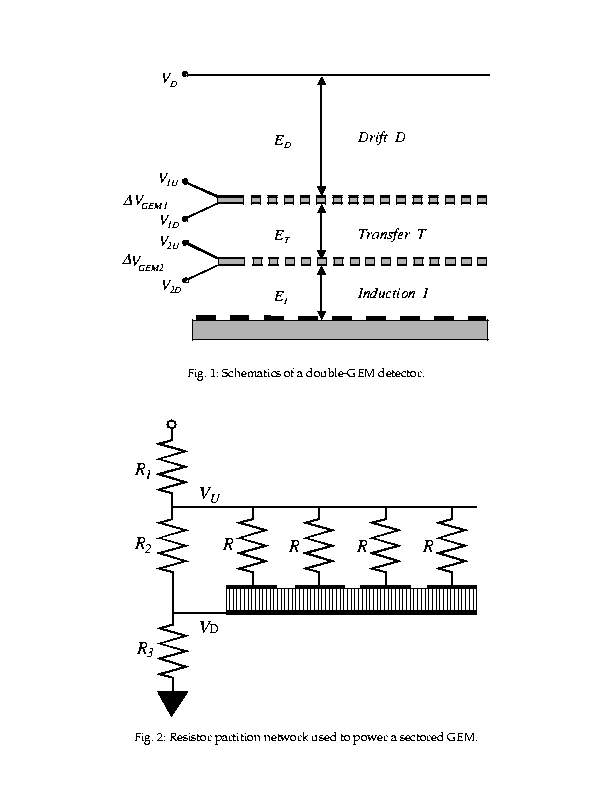 V_D
E_D Drift D
V_1U
ΔV_GEM1
V_1D
E_T Transfer T
V_2U
ΔV_GEM2
V_2D
E_I Induction I
Fig. 1: Schematics of a double-GEM detector.
R_1
V_U
R_2 R R R R
V_D
R_3
Fig. 2: Resistor partition network used to power a sectored GEM.